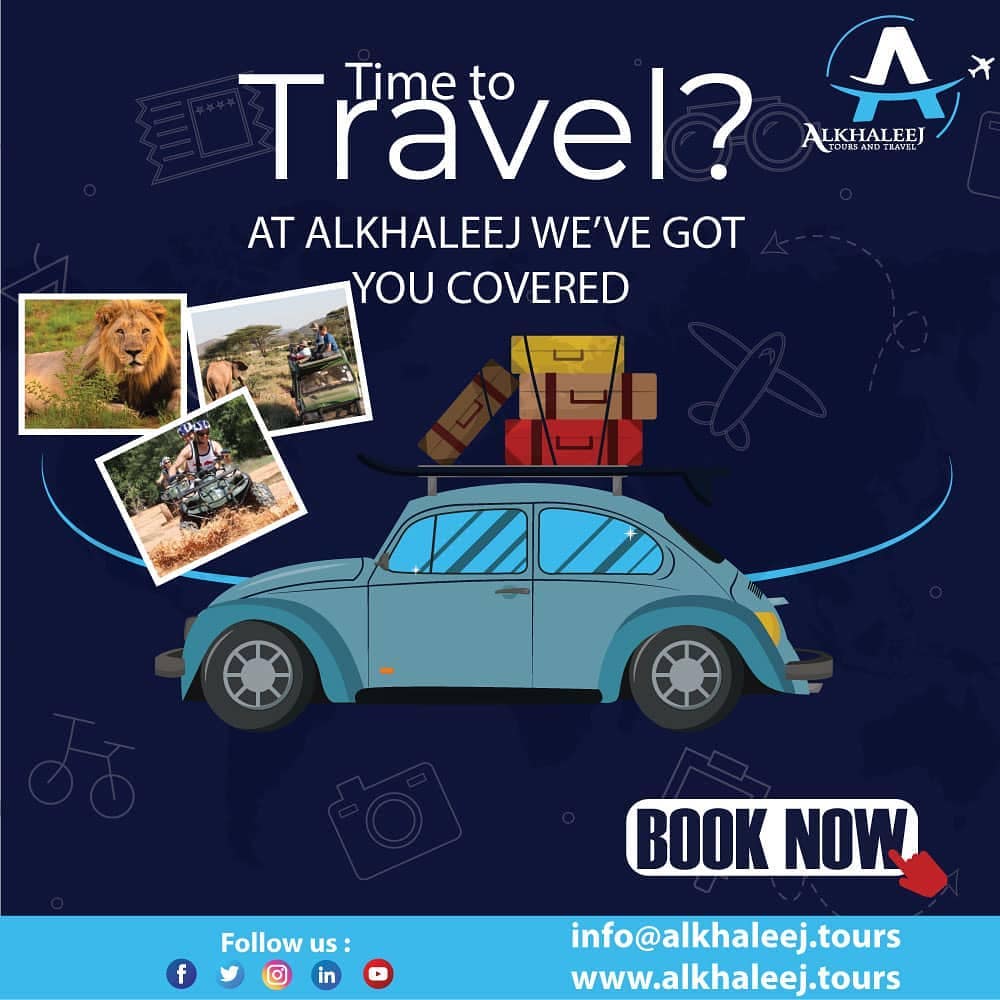 Time to
Travel?
ALKHALEEJ
TOURS AND TRAVEL
AT ALKHALEEJ WE'VE GOT
YOU COVERED
BOOK NOW
Follow us :
info@alkhaleej.tours
www.alkhaleej.tours